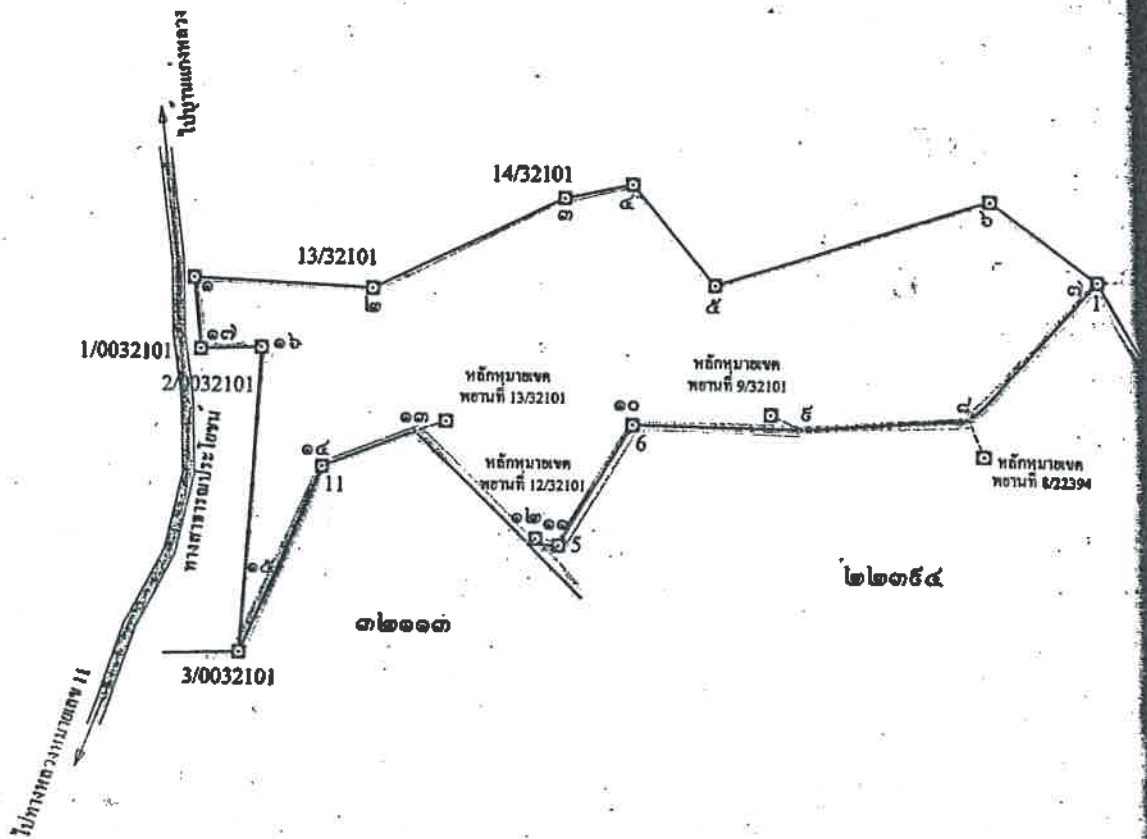 ไปบ้านแก่งหลวง
14/32101
๓
๔
๖
13/32101
๑
๒
๕
๗
1
1/0032101
๑๗
๑๖
2/0032101
หลักหมายเขต
พยานที่ 13/32101
หลักหมายเขต
พยานที่ 9/32101
๑๓
๑๐
6
๙
๘
๑๔
11
หลักหมายเขต
พยานที่ 12/32101
หลักหมายเขต
พยานที่ 8/22394
ทางสาธารณประโยชน์
๑๒
๑๑
5
๑๕
๒๒๓๙๔
๓๒๑๑๓
3/0032101
ไปทางหลวงหมายเลข 11